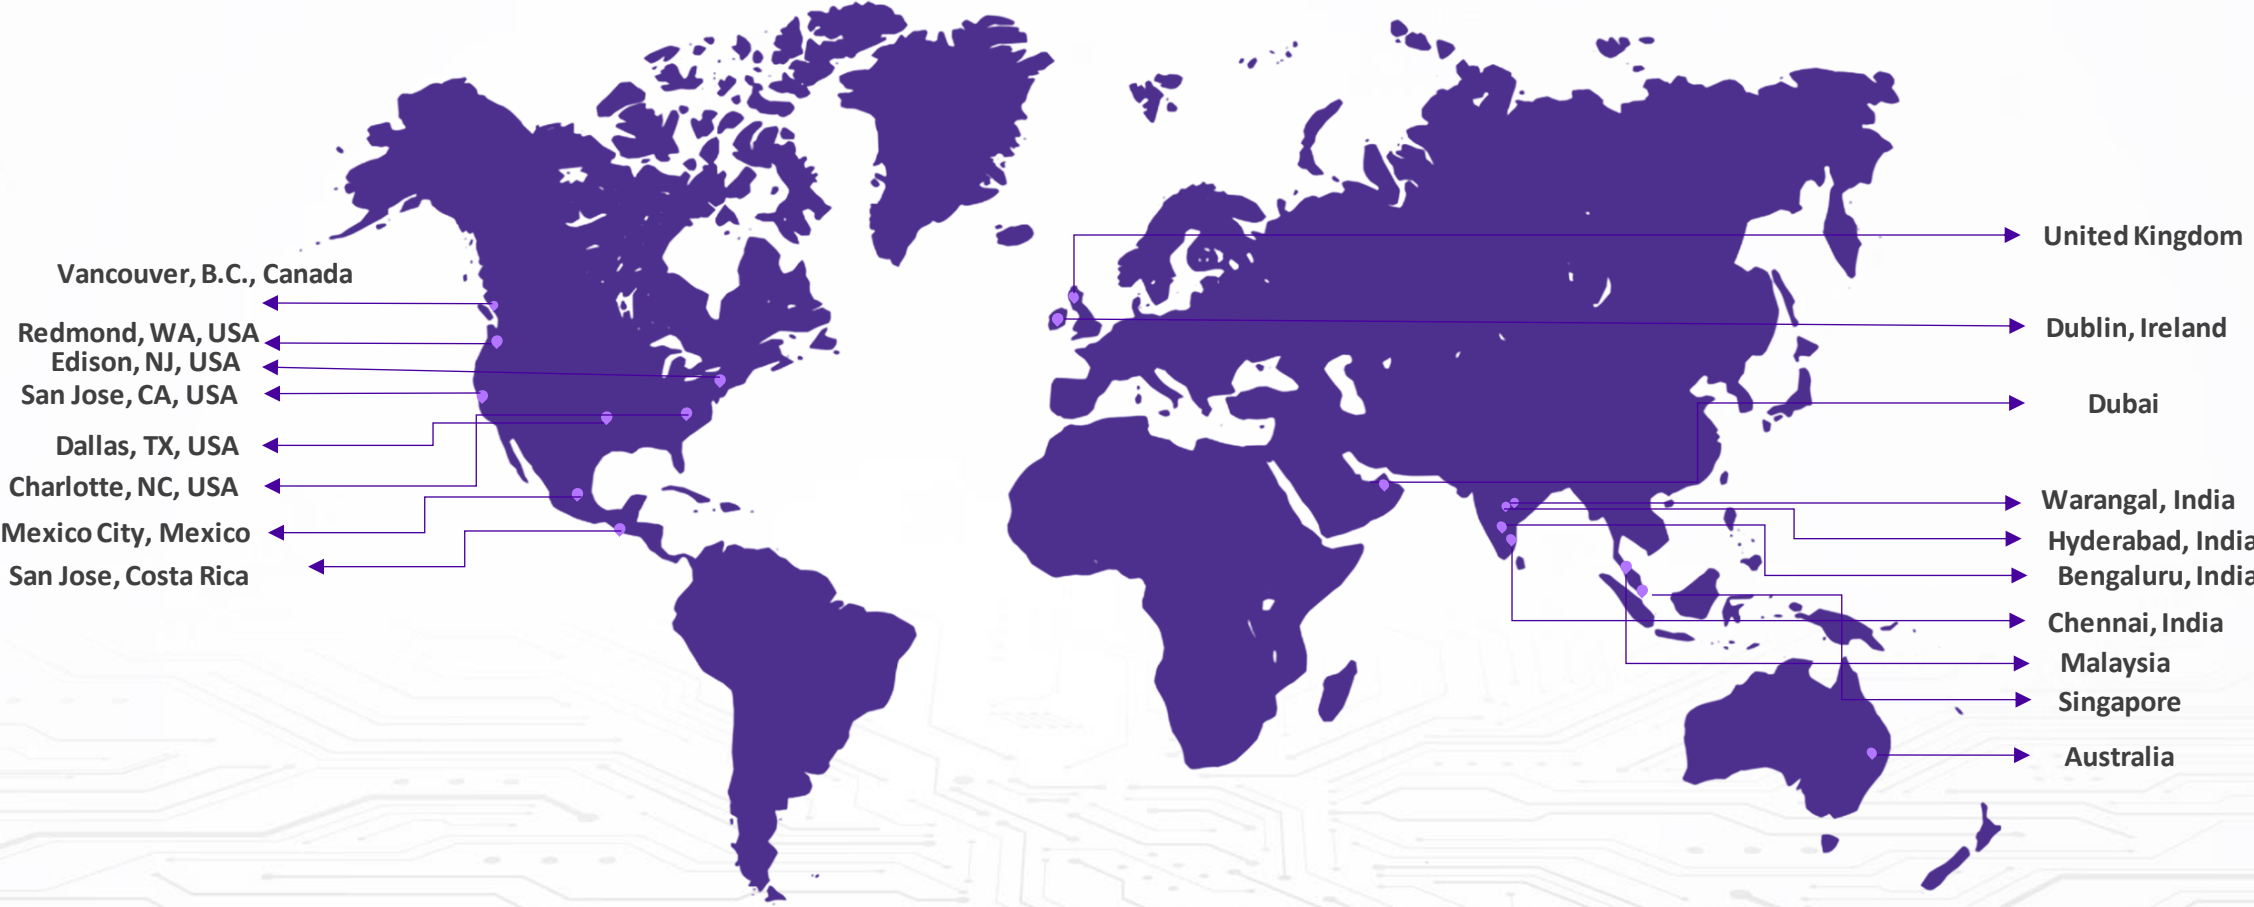 Vancouver, B.C., Canada
Redmond, WA, USA
Edison, NJ, USA
San Jose, CA, USA
Dallas, TX, USA
Charlotte, NC, USA
Mexico City, Mexico
San Jose, Costa Rica
United Kingdom
Dublin, Ireland
Dubai
Warangal, India
Hyderabad, India
Bengaluru, India
Chennai, India
Malaysia
Singapore
Australia